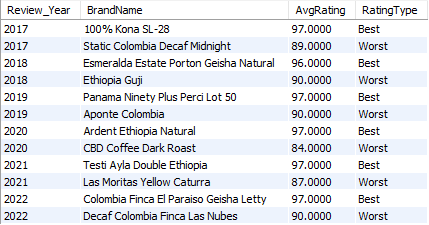 Review_Year BrandName AvgRating RatingType
2017 100% Kona SL-28 97.0000 Best
2017 Static Colombia Decaf Midnight 89.0000 Worst
2018 Esmeralda Estate Porton Geisha Natural 96.0000 Best
2018 Ethiopia Guji 90.0000 Worst
2019 Panama Ninety Plus Perci Lot 50 97.0000 Best
2019 Aponte Colombia 90.0000 Worst
2020 Ardent Ethiopia Natural 97.0000 Best
2020 CBD Coffee Dark Roast 84.0000 Worst
2021 Testi Ayla Double Ethiopia 97.0000 Best
2021 Las Moritas Yellow Caturra 87.0000 Worst
2022 Colombia Finca El Paraiso Geisha Letty 97.0000 Best
2022 Decaf Colombia Finca Las Nubes 90.0000 Worst